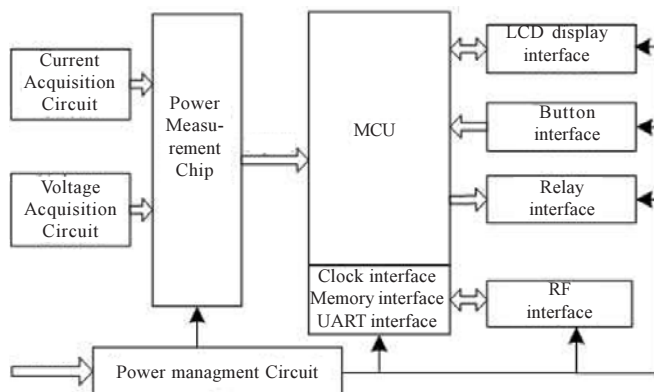 Current
Acquisition
Circuit
Voltage
Acquisition
Circuit
Power
Measu-
rement
Chip
MCU
Clock interface
Memory interface
UART interface
LCD display
interface
Button
interface
Relay
interface
RF
interface
Power managment Circuit